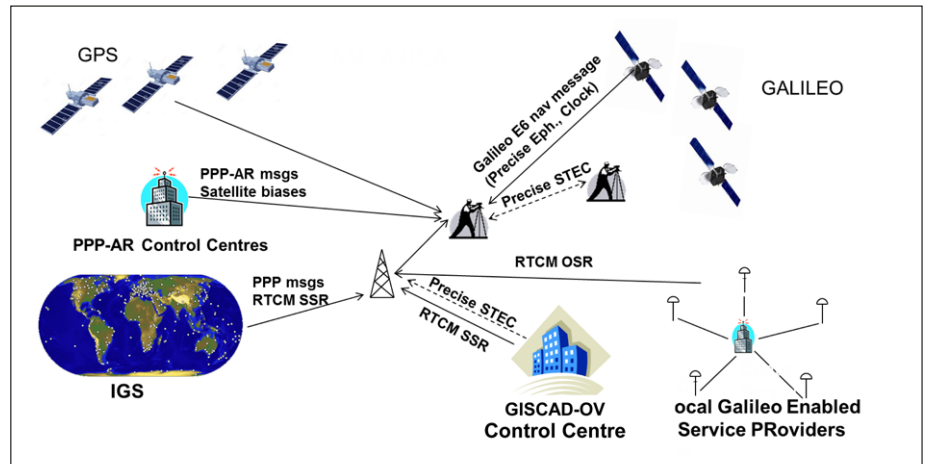 GPS
GALILEO
Galileo E6 nav message
(Precise Eph., Clock)
Precise STEC
PPP-AR msgs
Satellite biases
PPP-AR Control Centres
RTCM OSR
PPP msgs
RTCM SSR
Precise STEC
RTCM SSR
IGS
GISCAD-OV
Control Centre
ocal Galileo Enabled
Service PRoviders